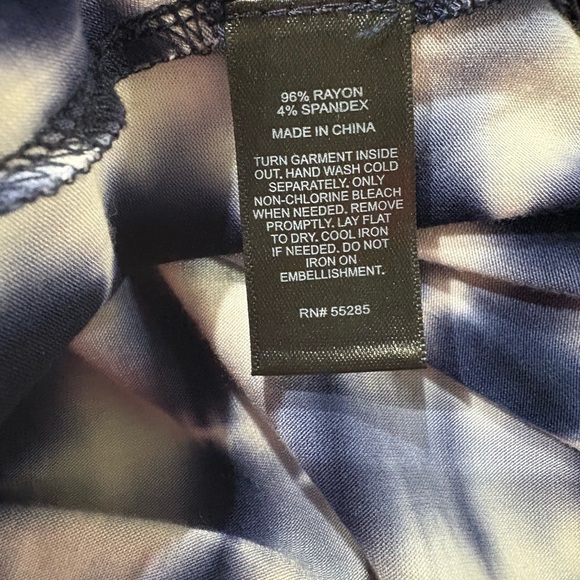 96% RAYON
4% SPANDEX
MADE IN CHINA
TURN GARMENT INSIDE
OUT. HAND WASH COLD
SEPARATELY. ONLY
NON-CHLORINE BLEACH
WHEN NEEDED. REMOVE
PROMPTLY. LAY FLAT
TO DRY. COOL IRON
IF NEEDED. DO NOT
IRON ON
EMBELLISHMENT.
RN# 55285